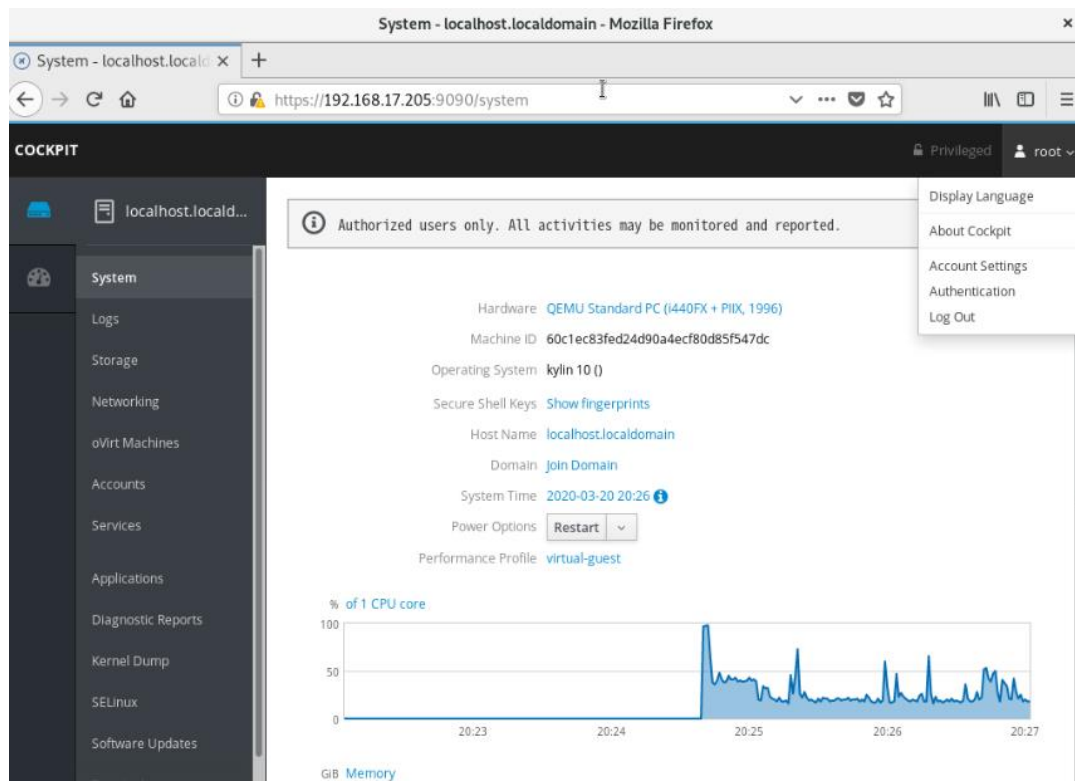 System - localhost.localdomain - Mozilla Firefox
System - localhost.locald
https://192.168.17.205:9090/system
COCKPIT
Privileged
root
localhost.locald...
Display Language
About Cockpit
Account Settings
Authentication
Log Out
System
Logs
Storage
Networking
oVirt Machines
Accounts
Services
Applications
Diagnostic Reports
Kernel Dump
SELinux
Software Updates
Authorized users only. All activities may be monitored and reported.
Hardware QEMU Standard PC (i440FX + PIIX, 1996)
Machine ID 60c1ec83fed24d90a4ecf80d85f547dc
Operating System kylin 10 ()
Secure Shell Keys Show fingerprints
Host Name localhost.localdomain
Domain Join Domain
System Time 2020-03-20 20:26
Power Options Restart
Performance Profile virtual-guest
% of 1 CPU core
100
50
0
20:23 20:24 20:25 20:26 20:27
GiB Memory